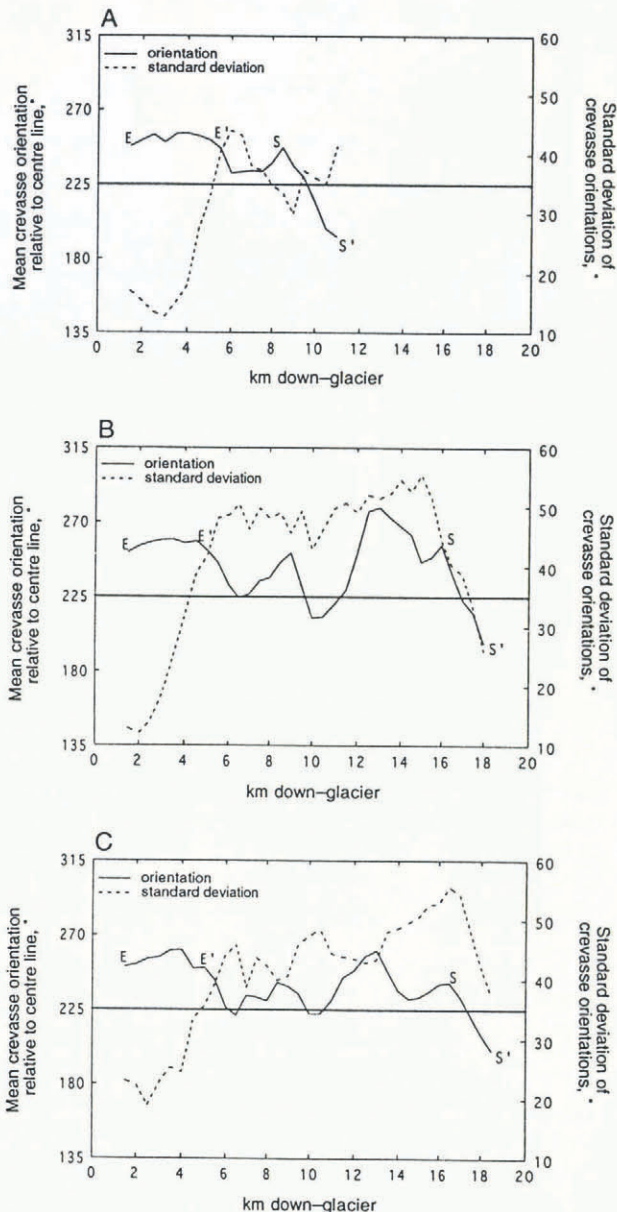 A
orientation
standard deviation
Mean crevasse orientation
relative to centre line,°
315
270
225
180
135
E
E'
S
S'
60
50
40
30
20
10
Standard deviation of
crevasse orientations, °
0 2 4 6 8 10 12 14 16 18 20
km down–glacier
B
orientation
standard deviation
Mean crevasse orientation
relative to centre line,°
315
270
225
180
135
E
E'
S
S'
60
50
40
30
20
10
Standard deviation of
crevasse orientations, °
0 2 4 6 8 10 12 14 16 18 20
km down–glacier
C
orientation
standard deviation
Mean crevasse orientation
relative to centre line,°
315
270
225
180
135
E
E'
S
S'
60
50
40
30
20
10
Standard deviation of
crevasse orientations, °
0 2 4 6 8 10 12 14 16 18 20
km down–glacier